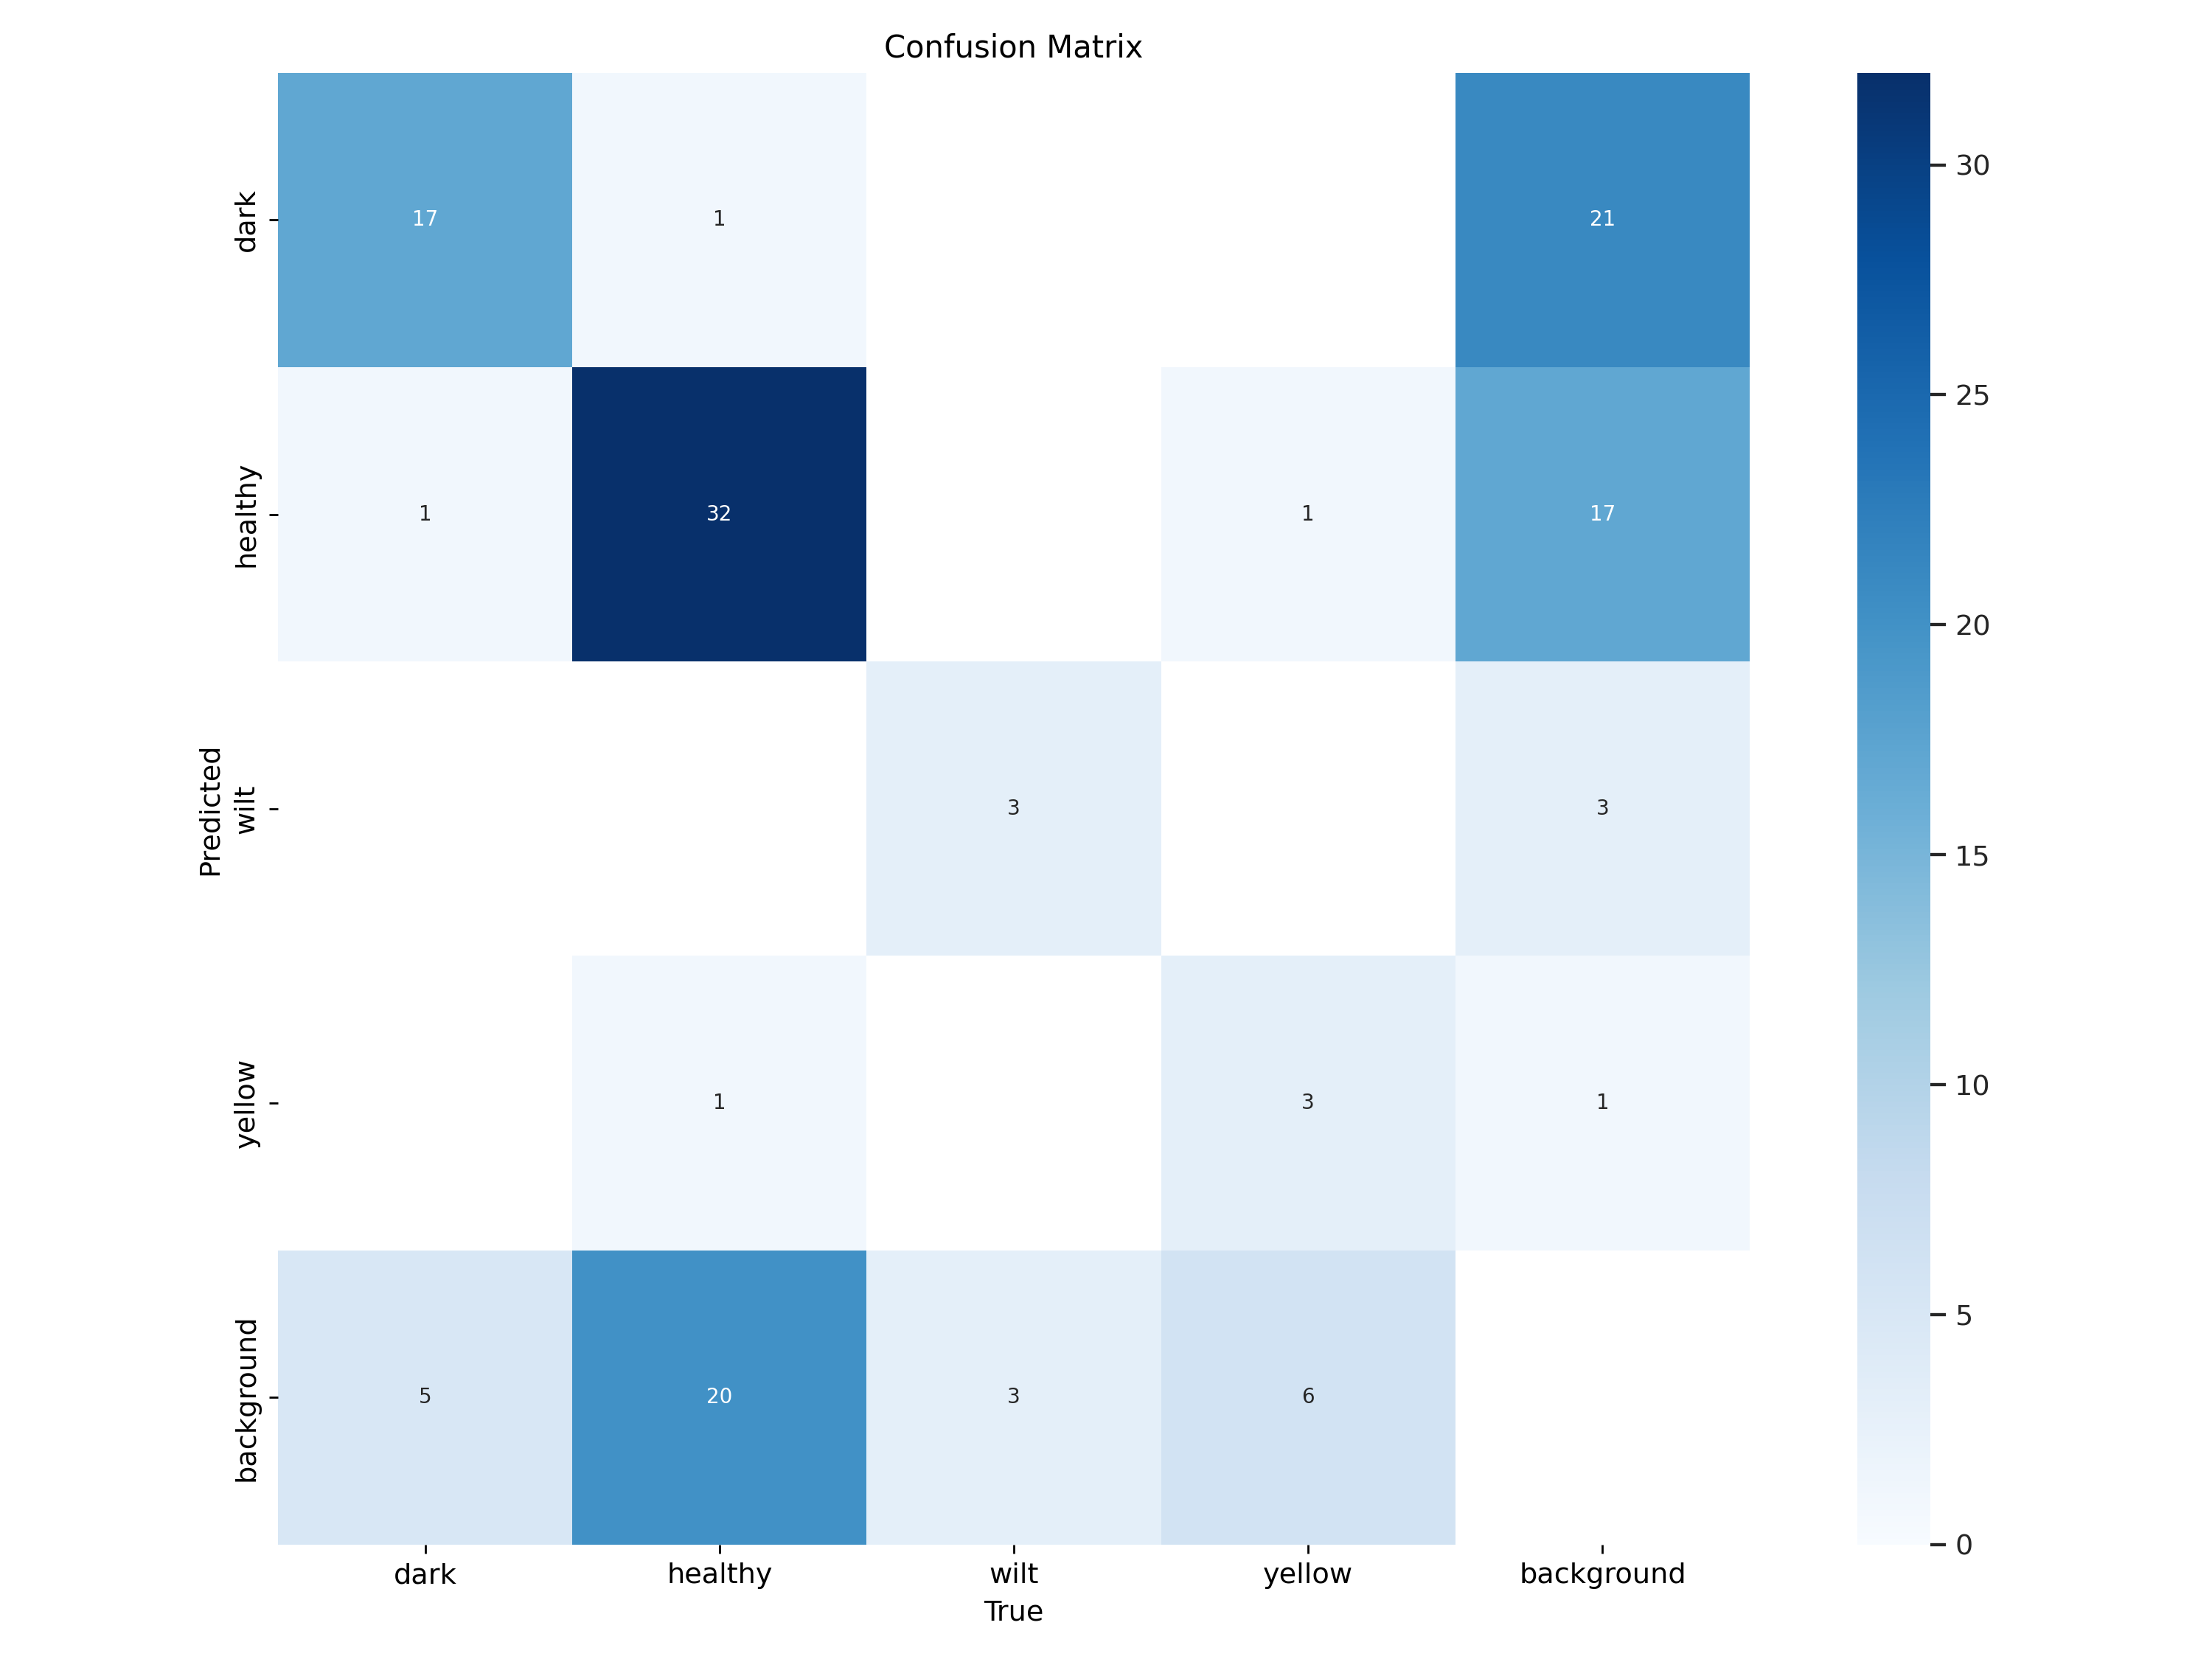 Confusion Matrix
dark 17 1 21
healthy 1 32 1 17
Predicted
wilt 3 3
yellow 1 3 1
background 5 20 3 6
dark healthy wilt yellow background
True
30
25
20
15
10
5
0